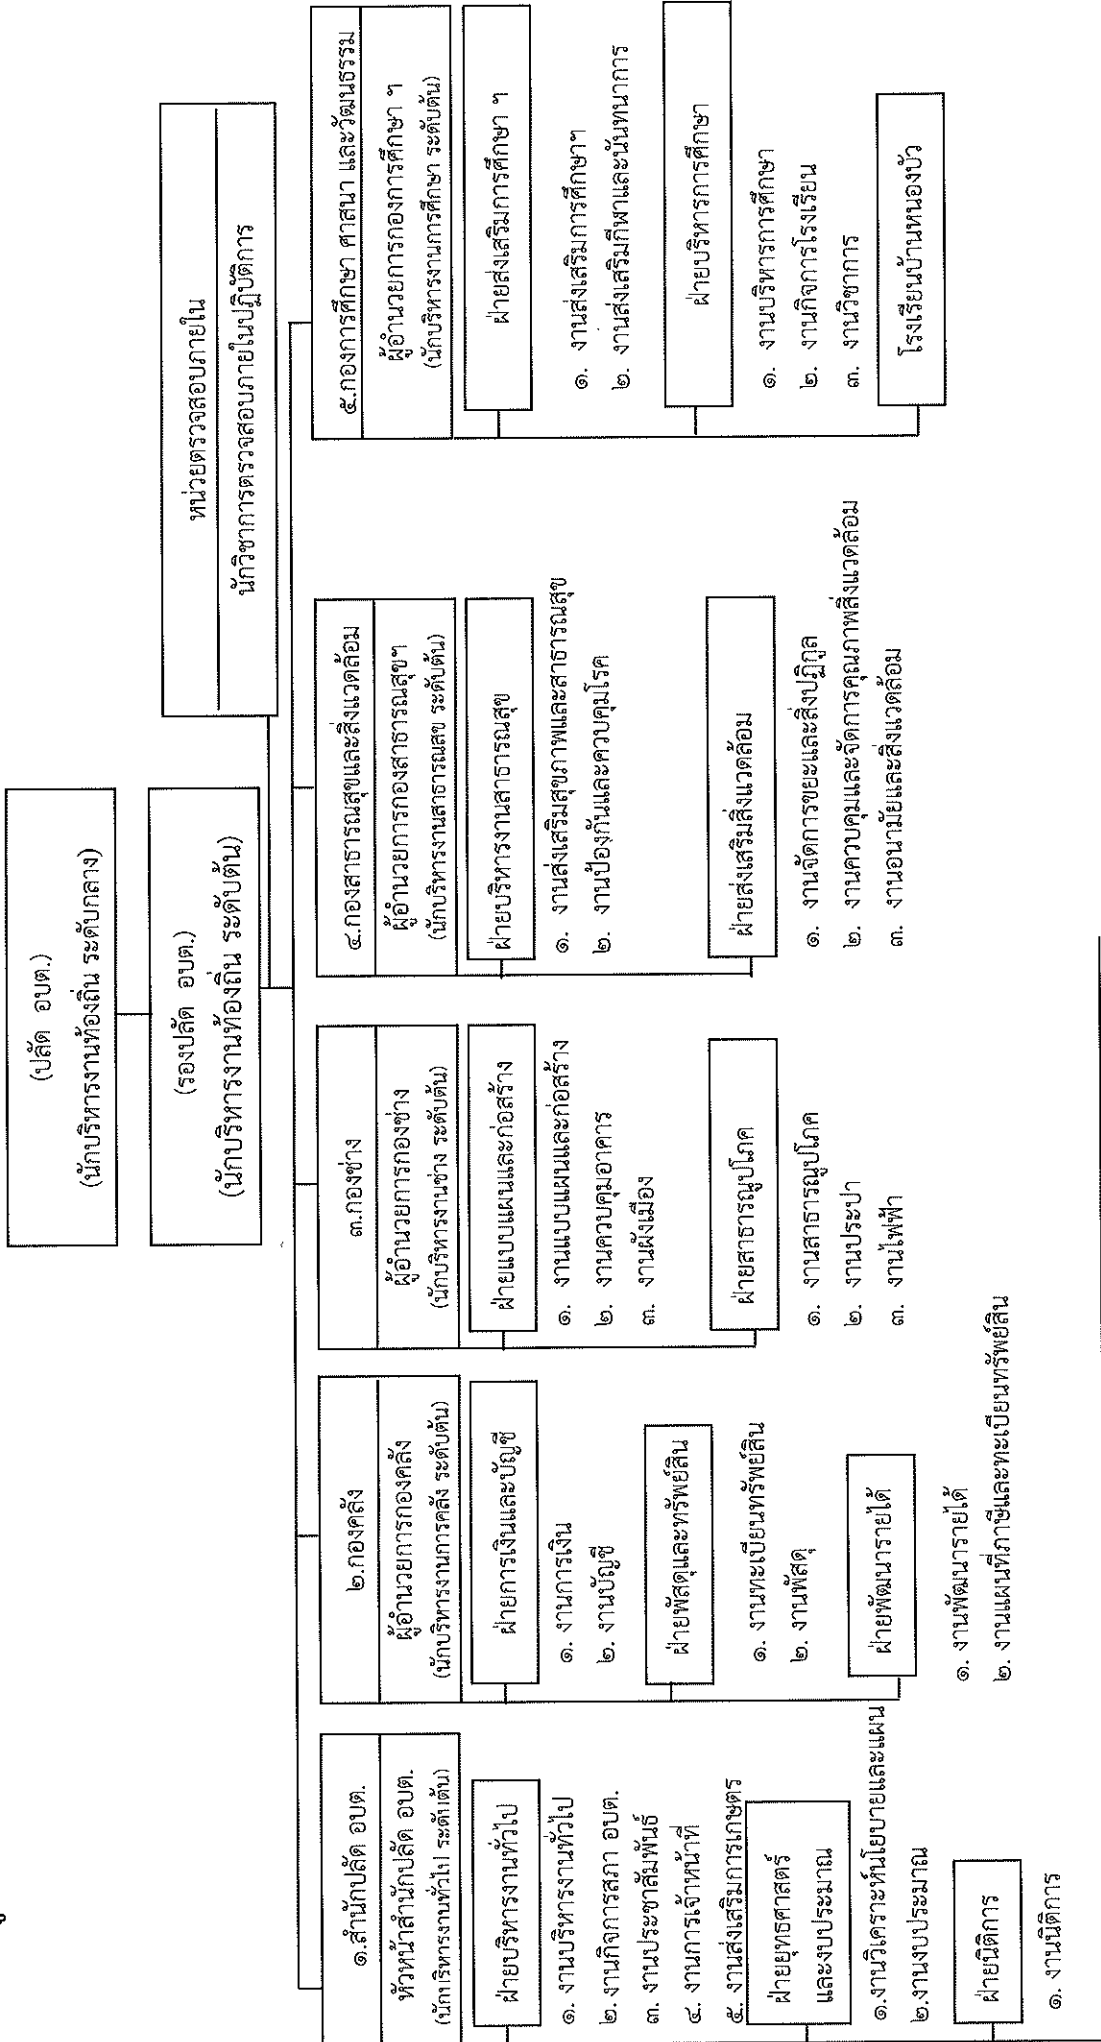 (ปลัด อบต.)
(นักบริหารงานท้องถิ่น ระดับกลาง)
(รองปลัด อบต.)
(นักบริหารงานท้องถิ่น ระดับต้น)
หน่วยตรวจสอบภายใน
นักวิชาการตรวจสอบภายในปฏิบัติการ
๑.สำนักปลัด อบต.
หัวหน้าสำนักปลัด อบต.
(นักบริหารงานทั่วไป ระดับต้น)
ฝ่ายบริหารงานทั่วไป
๑. งานบริหารงานทั่วไป
๒. งานกิจการสภา อบต.
๓. งานประชาสัมพันธ์
๔. งานการเจ้าหน้าที่
๕. งานส่งเสริมการเกษตร
ฝ่ายยุทธศาสตร์
และงบประมาณ
๑.งานวิเคราะห์นโยบายและแผน
๒.งานงบประมาณ
ฝ่ายนิติการ
๑. งานนิติการ
๒.กองคลัง
ผู้อำนวยการกองคลัง
(นักบริหารงานการคลัง ระดับต้น)
ฝ่ายการเงินและบัญชี
๑. งานการเงิน
๒. งานบัญชี
ฝ่ายพัสดุและทรัพย์สิน
๑. งานทะเบียนทรัพย์สิน
๒. งานพัสดุ
ฝ่ายพัฒนารายได้
๑. งานพัฒนารายได้
๒. งานแผนที่ภาษีและทะเบียนทรัพย์สิน
๓.กองช่าง
ผู้อำนวยการกองช่าง
(นักบริหารงานช่าง ระดับต้น)
ฝ่ายแบบแผนและก่อสร้าง
๑. งานแบบแผนและก่อสร้าง
๒. งานควบคุมอาคาร
๓. งานผังเมือง
ฝ่ายสาธารณูปโภค
๑. งานสาธารณูปโภค
๒. งานประปา
๓. งานไฟฟ้า
๔.กองสาธารณสุขและสิ่งแวดล้อม
ผู้อำนวยการกองสาธารณสุขฯ
(นักบริหารงานสาธารณสุข ระดับต้น)
ฝ่ายบริหารงานสาธารณสุข
๑. งานส่งเสริมสุขภาพและสาธารณสุข
๒. งานป้องกันและควบคุมโรค
ฝ่ายส่งเสริมสิ่งแวดล้อม
๑. งานจัดการขยะและสิ่งปฏิกูล
๒. งานควบคุมและจัดการคุณภาพสิ่งแวดล้อม
๓. งานอนามัยและสิ่งแวดล้อม
๕.กองการศึกษา ศาสนา และวัฒนธรรม
ผู้อำนวยการกองการศึกษา ฯ
(นักบริหารงานการศึกษา ระดับต้น)
ฝ่ายส่งเสริมการศึกษา ฯ
๑. งานส่งเสริมการศึกษาฯ
๒. งานส่งเสริมกีฬาและนันทนาการ
ฝ่ายบริหารการศึกษา
๑. งานบริหารการศึกษา
๒. งานกิจการโรงเรียน
๓. งานวิชาการ
โรงเรียนบ้านหนองบัว